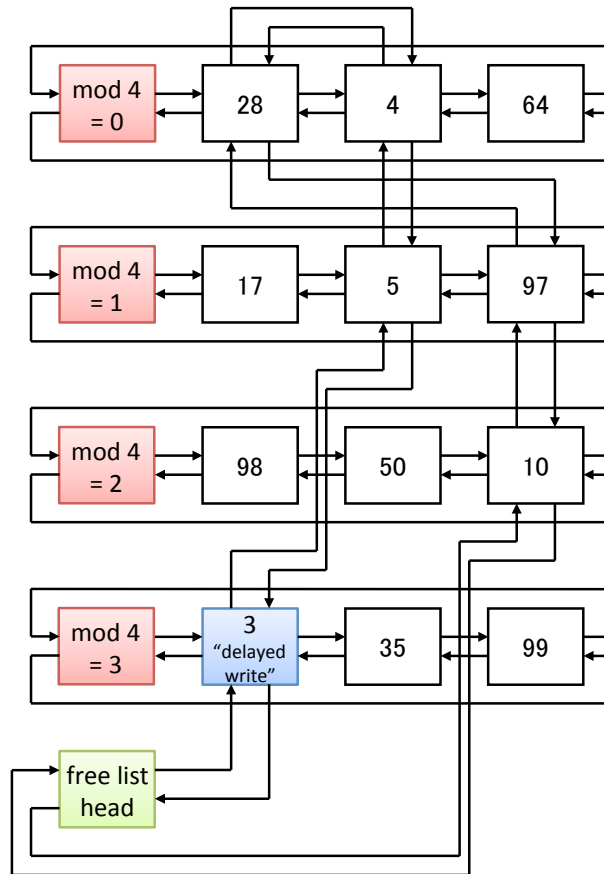 mod 4
= 0
28
4
64
mod 4
= 1
17
5
97
mod 4
= 2
98
50
10
mod 4
= 3
3
“delayed
write”
35
99
free list
head